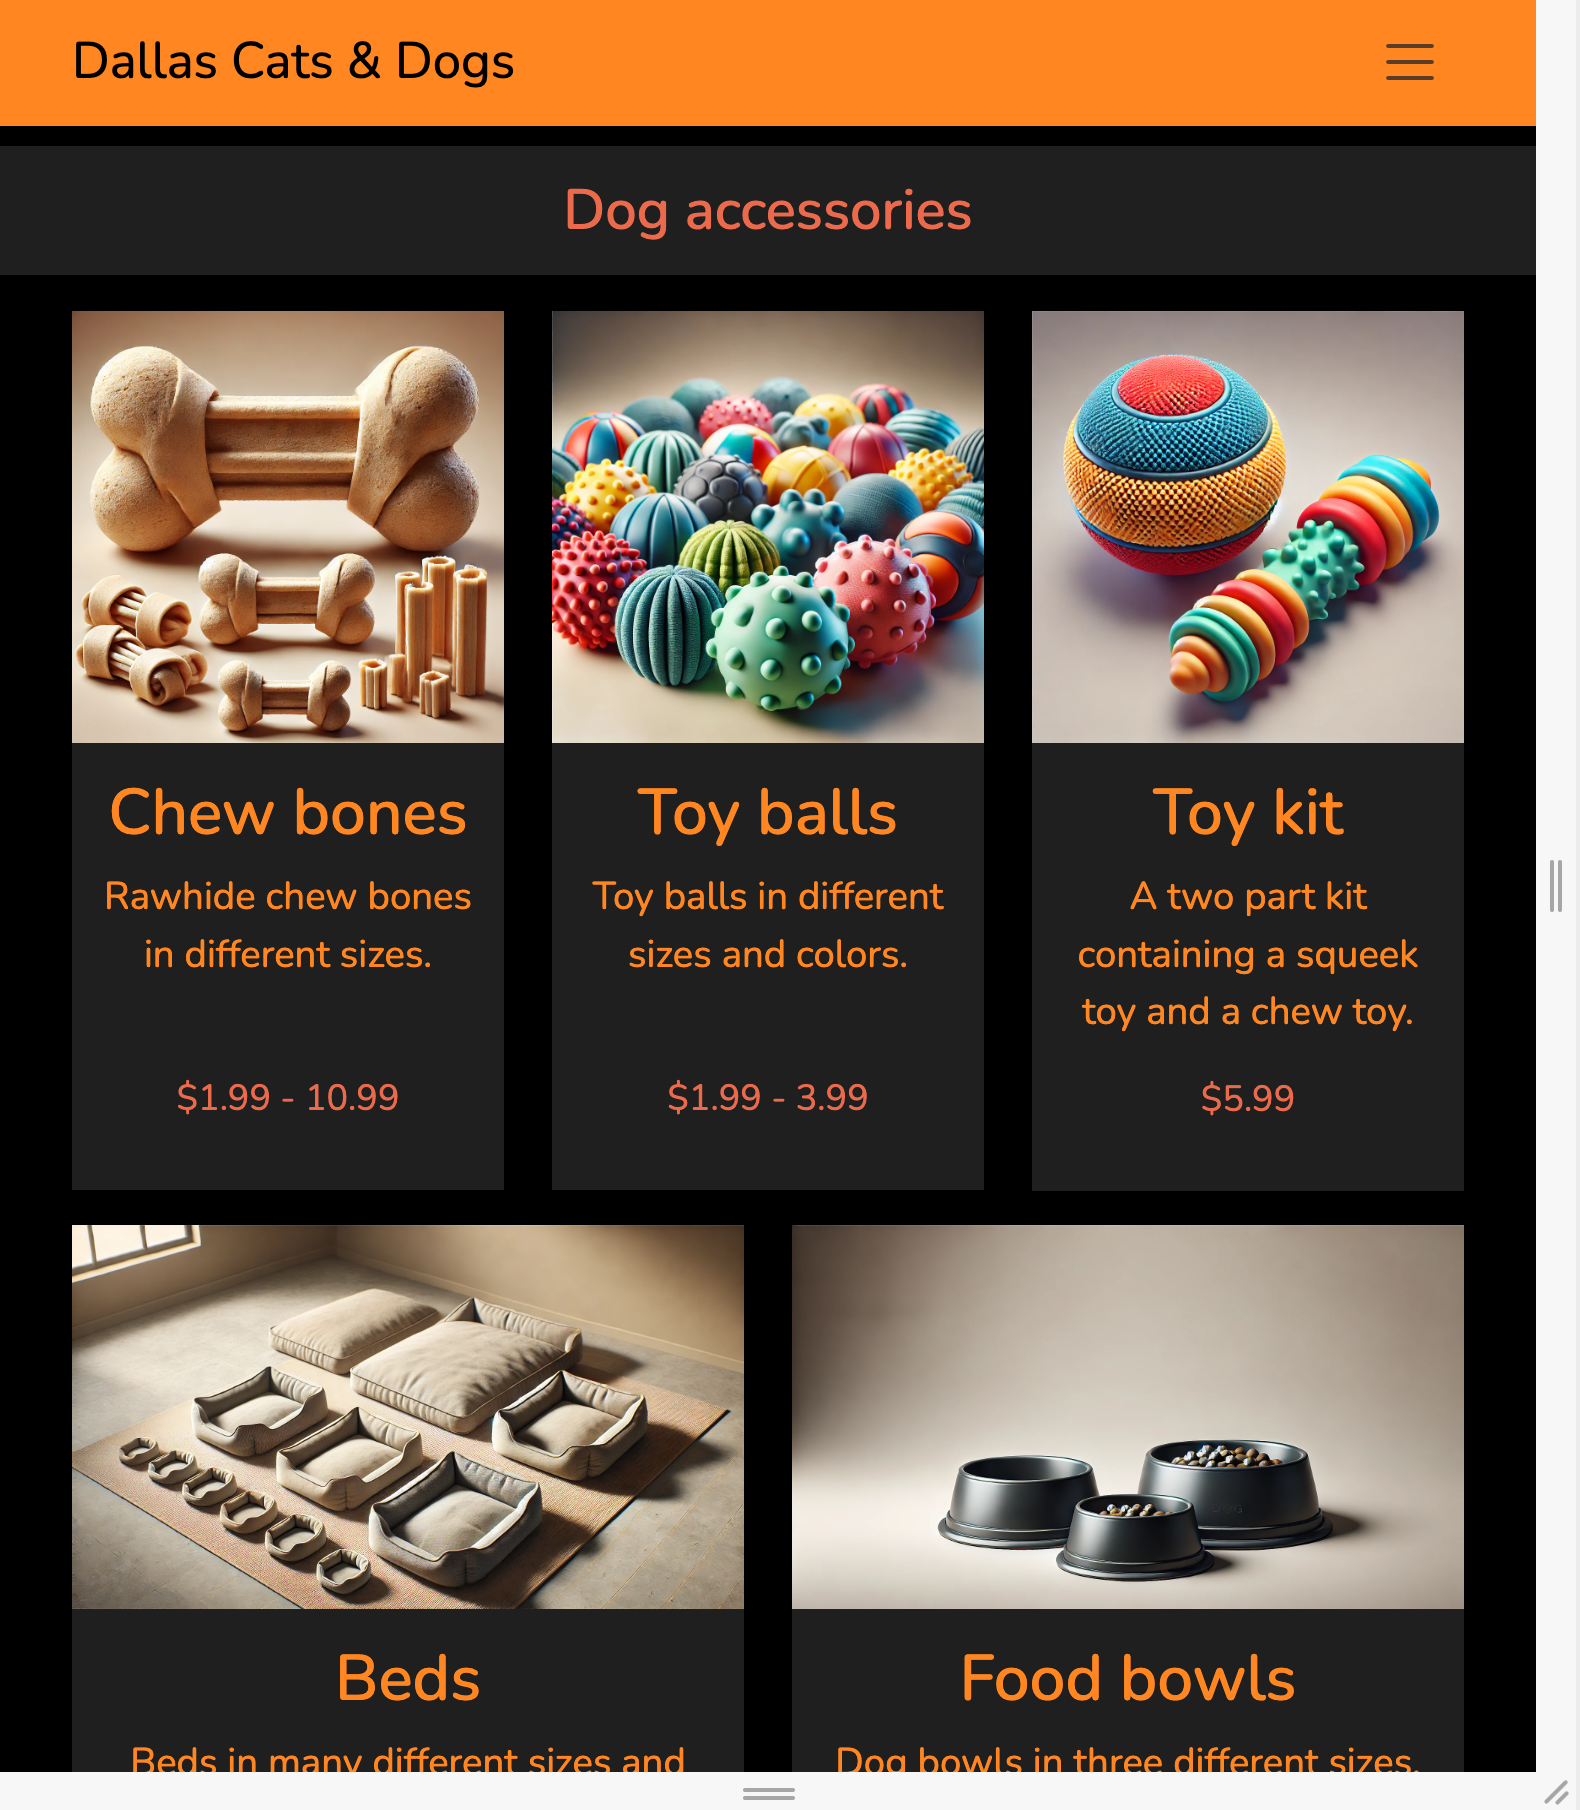 Dallas Cats & Dogs
Dog accessories
Chew bones
Rawhide chew bones
in different sizes.
$1.99 - 10.99
Toy balls
Toy balls in different
sizes and colors.
$1.99 - 3.99
Toy kit
A two part kit
containing a squeek
toy and a chew toy.
$5.99
Beds
Beds in many different sizes and
Food bowls
Dog bowls in three different sizes.